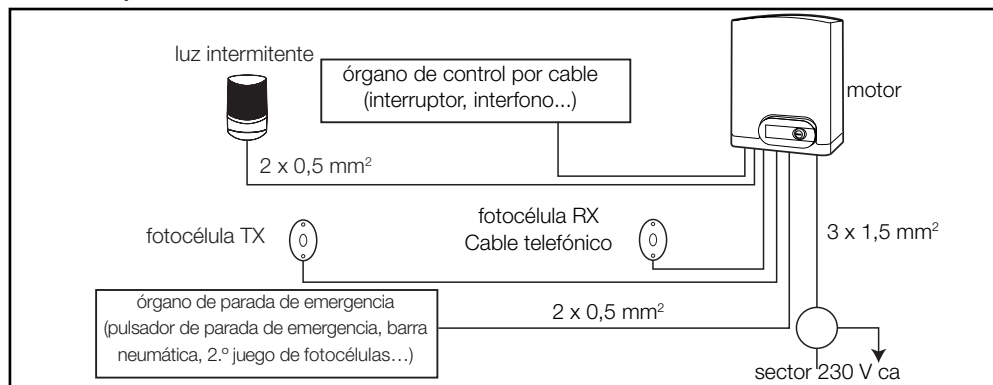 luz intermitente
órgano de control por cable
(interruptor, interfono...)
motor
2 x 0,5 mm²
fotocélula TX
fotocélula RX
Cable telefónico
3 x 1,5 mm²
órgano de parada de emergencia
(pulsador de parada de emergencia, barra
neumática, 2.º juego de fotocélulas…)
2 x 0,5 mm²
sector 230 V ca